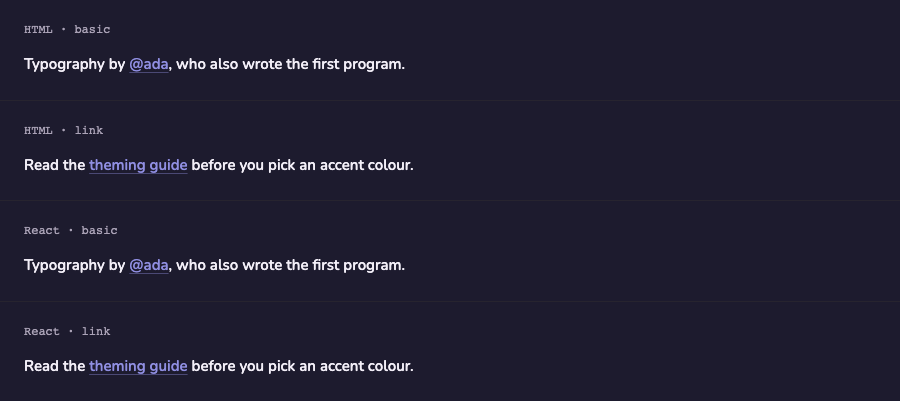 HTML · basic
Typography by @ada, who also wrote the first program.
HTML · link
Read the theming guide before you pick an accent colour.
React · basic
Typography by @ada, who also wrote the first program.
React · link
Read the theming guide before you pick an accent colour.